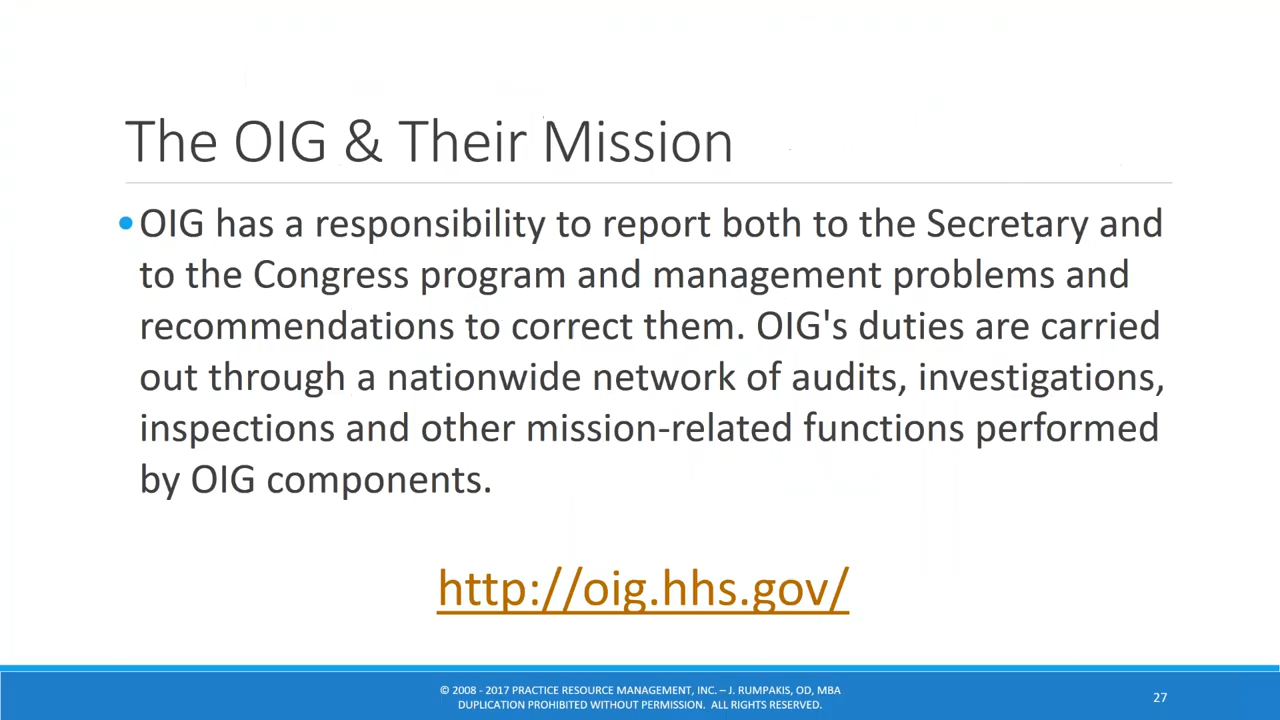 The OIG & Their Mission
•OIG has a responsibility to report both to the Secretary and
to the Congress program and management problems and
recommendations to correct them. OIG's duties are carried
out through a nationwide network of audits, investigations,
inspections and other mission-related functions performed
by OIG components.
http://oig.hhs.gov/
© 2008 - 2017 PRACTICE RESOURCE MANAGEMENT, INC. – J. RUMPAKIS, OD, MBA
DUPLICATION PROHIBITED WITHOUT PERMISSION. ALL RIGHTS RESERVED.
27